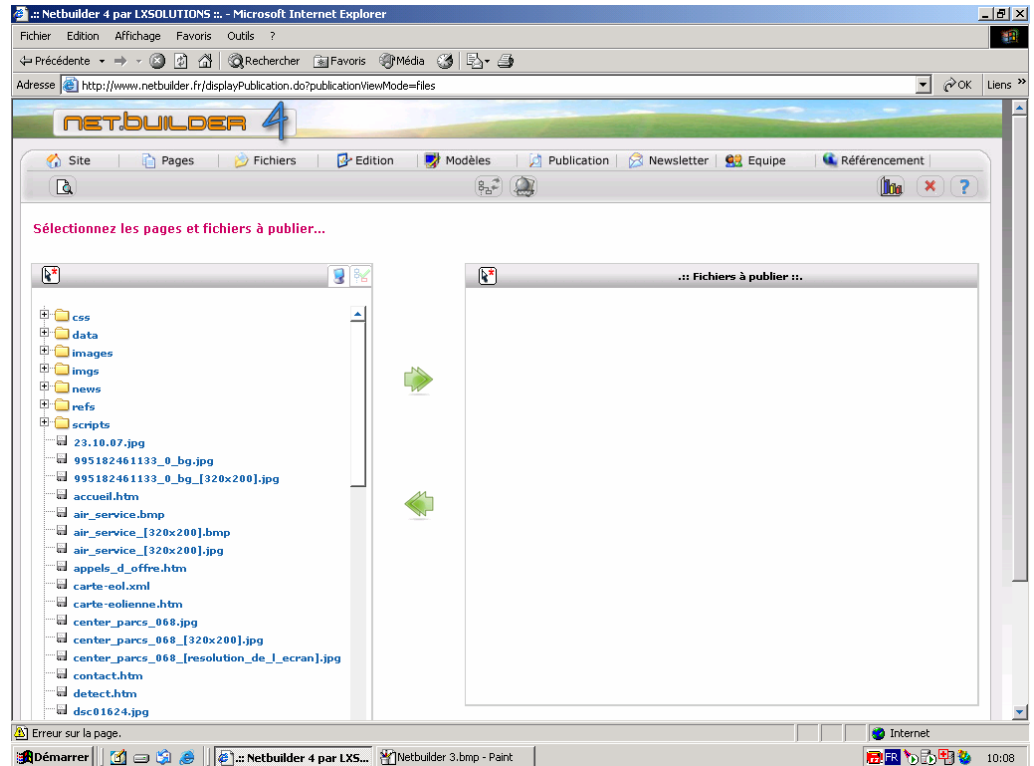 .:: Netbuilder 4 par LXSOLUTIONS ::. - Microsoft Internet Explorer
Fichier Edition Affichage Favoris Outils ?
Précédente Rechercher Favoris Média
Adresse http://www.netbuilder.fr/displayPublication.do?publicationViewMode=files OK Liens »
net.builder 4
Site | Pages | Fichiers | Edition | Modèles | Publication | Newsletter | Equipe | Référencement |
?
Sélectionnez les pages et fichiers à publier...
.:: Fichiers à publier ::.
css
data
images
imgs
news
refs
scripts
23.10.07.jpg
995182461133_0_bg.jpg
995182461133_0_bg_[320x200].jpg
accueil.htm
air_service.bmp
air_service_[320x200].bmp
air_service_[320x200].jpg
appels_d_offre.htm
carte-eol.xml
carte-eolienne.htm
center_parcs_068.jpg
center_parcs_068_[320x200].jpg
center_parcs_068_[resolution_de_l_ecran].jpg
contact.htm
detect.htm
dsc01624.jpg
Erreur sur la page. Internet
Démarrer .:: Netbuilder 4 par LXS... Netbuilder 3.bmp - Paint FR 10:08